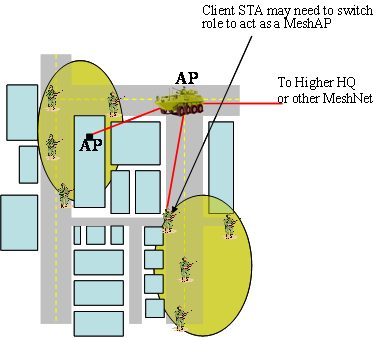 Client STA may need to switch
role to act as a MeshAP
AP
To Higher HQ
or other MeshNet
AP